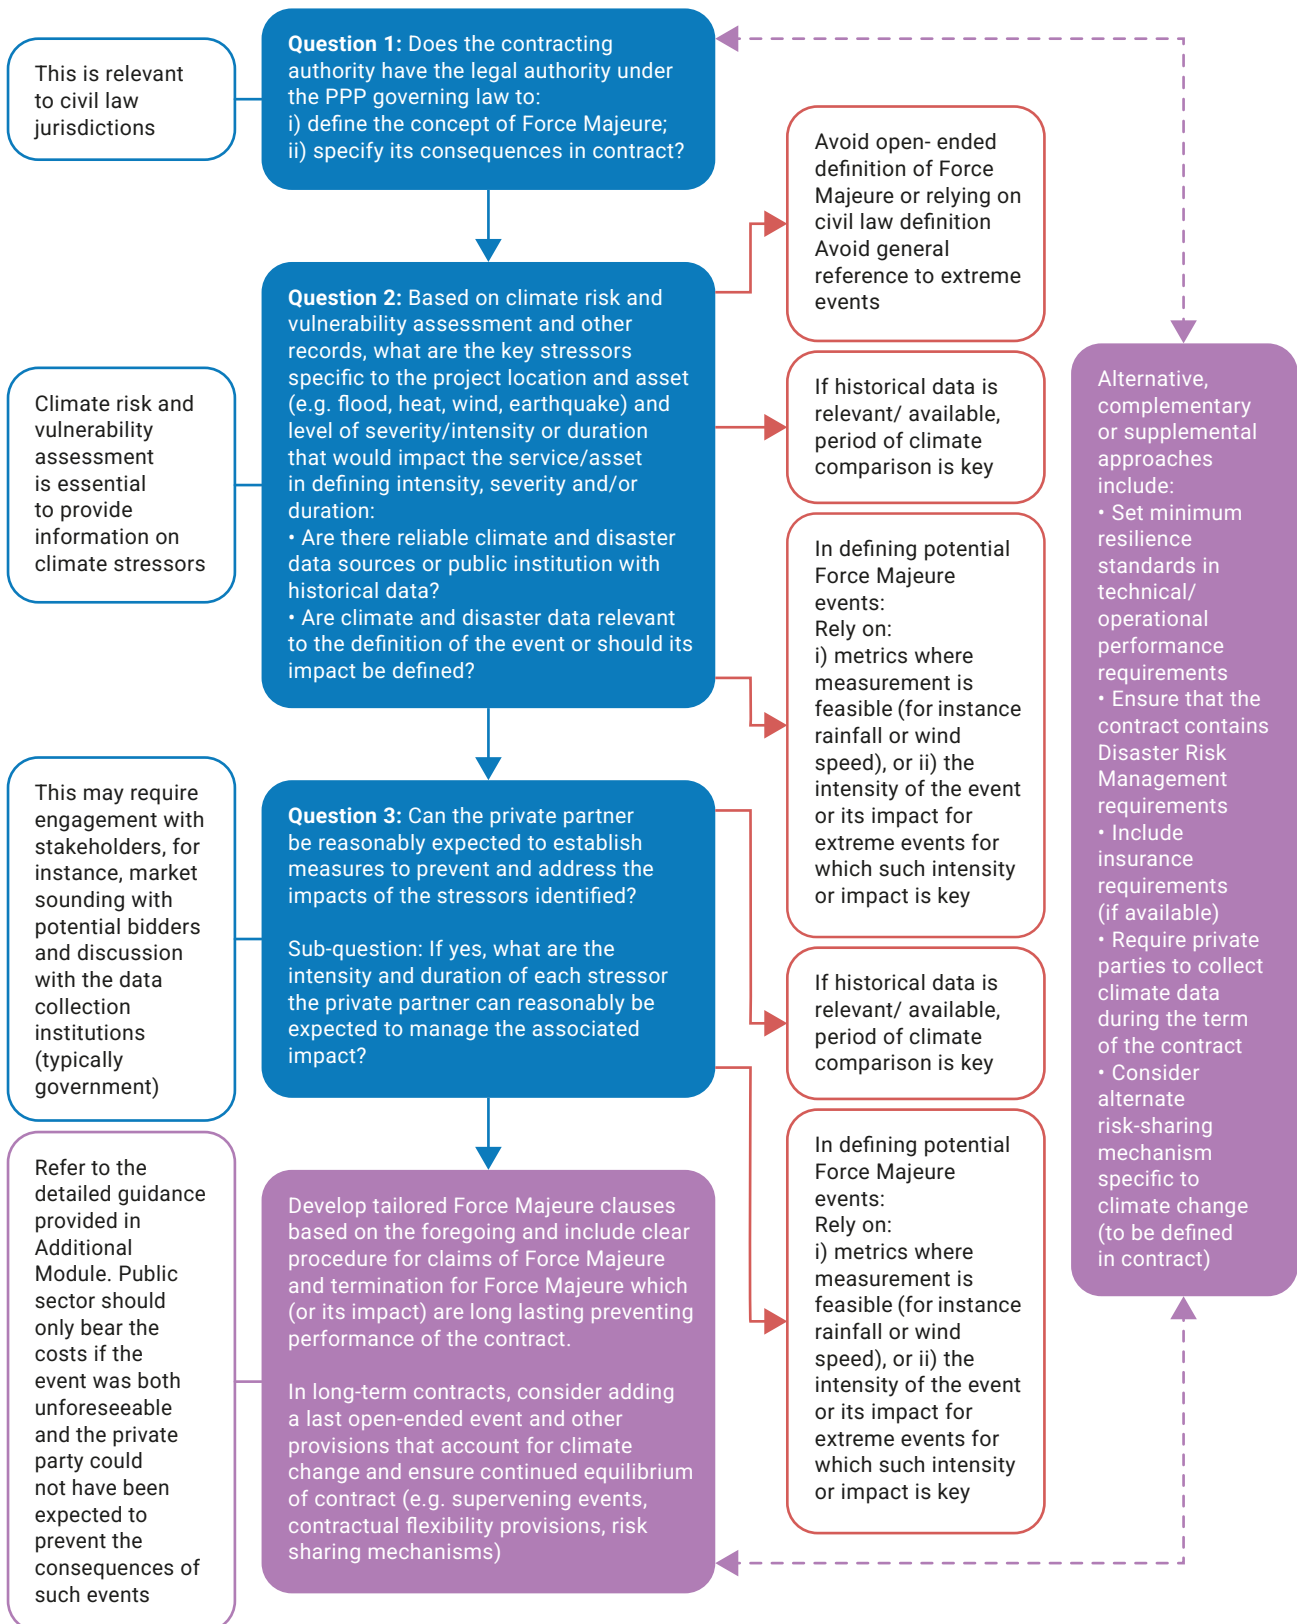 This is relevant
to civil law
jurisdictions
Question 1: Does the contracting
authority have the legal authority under
the PPP governing law to:
i) define the concept of Force Majeure;
ii) specify its consequences in contract?
Climate risk and
vulnerability
assessment
is essential
to provide
information on
climate stressors
Question 2: Based on climate risk and
vulnerability assessment and other
records, what are the key stressors
specific to the project location and asset
(e.g. flood, heat, wind, earthquake) and
level of severity/intensity or duration
that would impact the service/asset
in defining intensity, severity and/or
duration:
• Are there reliable climate and disaster
data sources or public institution with
historical data?
• Are climate and disaster data relevant
to the definition of the event or should its
impact be defined?
Avoid open- ended
definition of Force
Majeure or relying on
civil law definition
Avoid general
reference to extreme
events
If historical data is
relevant/ available,
period of climate
comparison is key
In defining potential
Force Majeure
events:
Rely on:
i) metrics where
measurement is
feasible (for instance
rainfall or wind
speed), or ii) the
intensity of the event
or its impact for
extreme events for
which such intensity
or impact is key
This may require
engagement with
stakeholders, for
instance, market
sounding with
potential bidders
and discussion
with the data
collection
institutions
(typically
government)
Question 3: Can the private partner
be reasonably expected to establish
measures to prevent and address the
impacts of the stressors identified?
Sub-question: If yes, what are the
intensity and duration of each stressor
the private partner can reasonably be
expected to manage the associated
impact?
If historical data is
relevant/ available,
period of climate
comparison is key
In defining potential
Force Majeure
events:
Rely on:
i) metrics where
measurement is
feasible (for instance
rainfall or wind
speed), or ii) the
intensity of the event
or its impact for
extreme events for
which such intensity
or impact is key
Refer to the
detailed guidance
provided in
Additional
Module. Public
sector should
only bear the
costs if the
event was both
unforeseeable
and the private
party could
not have been
expected to
prevent the
consequences of
such events
Develop tailored Force Majeure clauses
based on the foregoing and include clear
procedure for claims of Force Majeure
and termination for Force Majeure which
(or its impact) are long lasting preventing
performance of the contract.
In long-term contracts, consider adding
a last open-ended event and other
provisions that account for climate
change and ensure continued equilibrium
of contract (e.g. supervening events,
contractual flexibility provisions, risk
sharing mechanisms)
Alternative,
complementary
or supplemental
approaches
include:
• Set minimum
resilience
standards in
technical/
operational
performance
requirements
• Ensure that the
contract contains
Disaster Risk
Management
requirements
• Include
insurance
requirements
(if available)
• Require private
parties to collect
climate data
during the term
of the contract
• Consider
alternate
risk-sharing
mechanism
specific to
climate change
(to be defined
in contract)